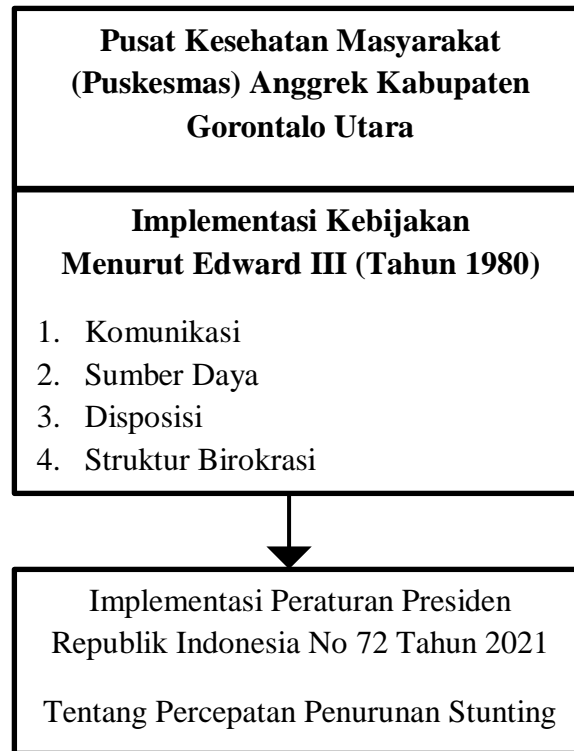 Pusat Kesehatan Masyarakat
(Puskesmas) Anggrek Kabupaten
Gorontalo Utara
Implementasi Kebijakan
Menurut Edward III (Tahun 1980)
1. Komunikasi
2. Sumber Daya
3. Disposisi
4. Struktur Birokrasi
Implementasi Peraturan Presiden
Republik Indonesia No 72 Tahun 2021
Tentang Percepatan Penurunan Stunting